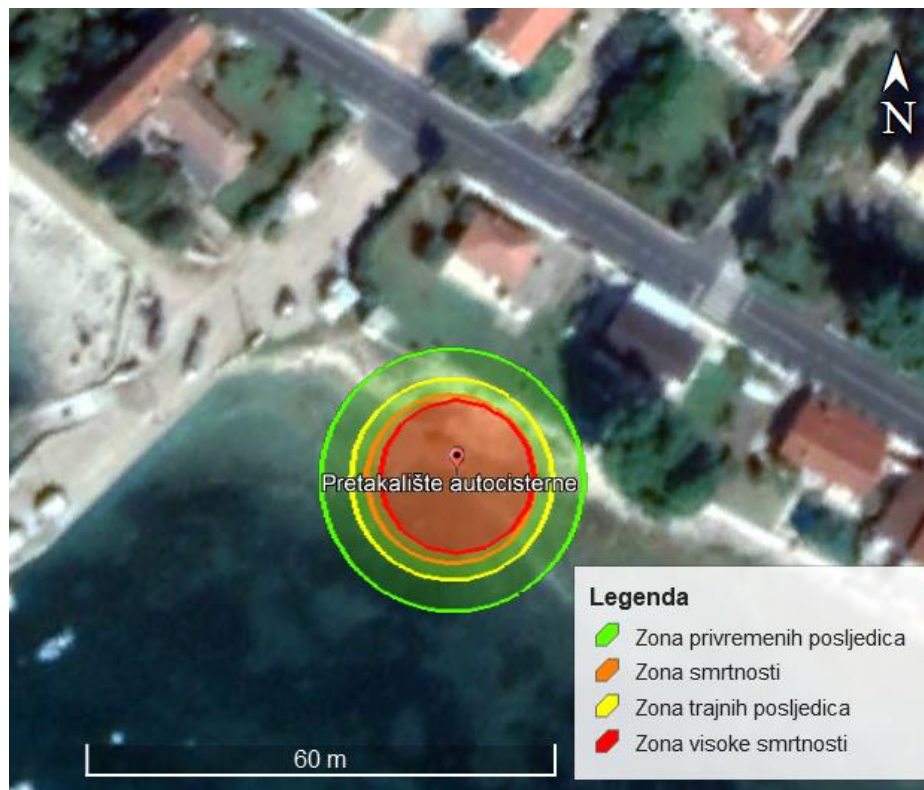 N
Pretakalište autocisterne
Legenda
Zona privremenih posljedica
Zona smrtnosti
Zona trajnih posljedica
Zona visoke smrtnosti
60 m